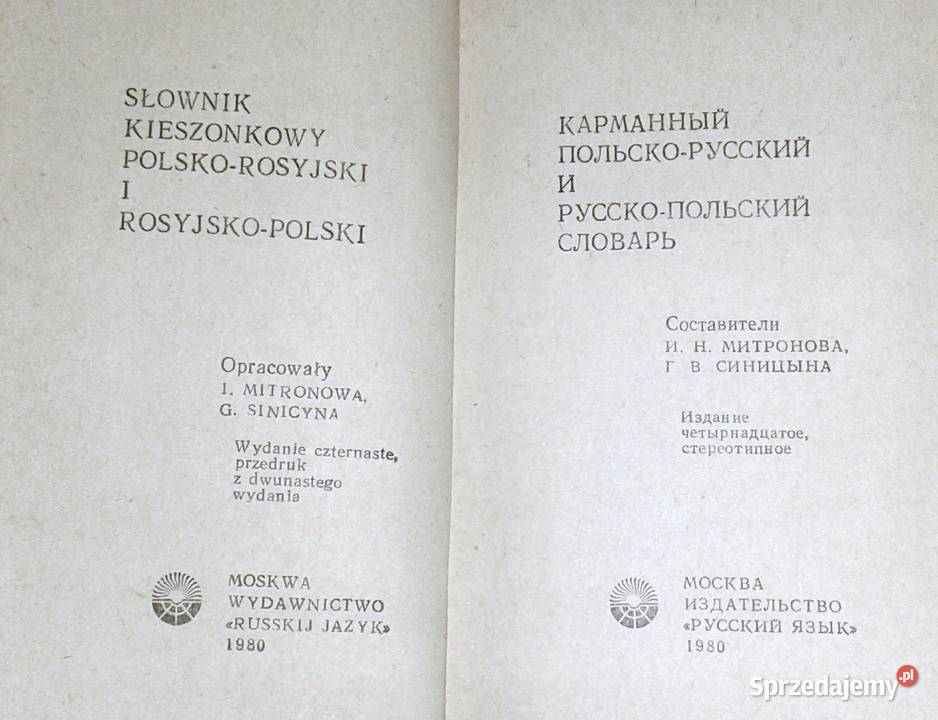 SŁOWNIK
KIESZONKOWY
POLSKO-ROSYJSKI
I
ROSYJSKO-POLSKI
Opracowały
I. MITRONOWA,
G. SINICYNA
Wydanie czternaste,
przedruk
z dwunastego
wydania
MOSKWA
WYDAWNICTWO
«RUSSKIJ JAZYK»
1980
КАРМАННЫЙ
ПОЛЬСКО-РУССКИЙ
И
РУССКО-ПОЛЬСКИЙ
СЛОВАРЬ
Составители
И. Н. МИТРОНОВА,
Г В. СИНИЦЫНА
Издание
четырнадцатое,
стереотипное
МОСКВА
ИЗДАТЕЛЬСТВО
«РУССКИЙ ЯЗЫК»
1980
Sprzedajemy.pl